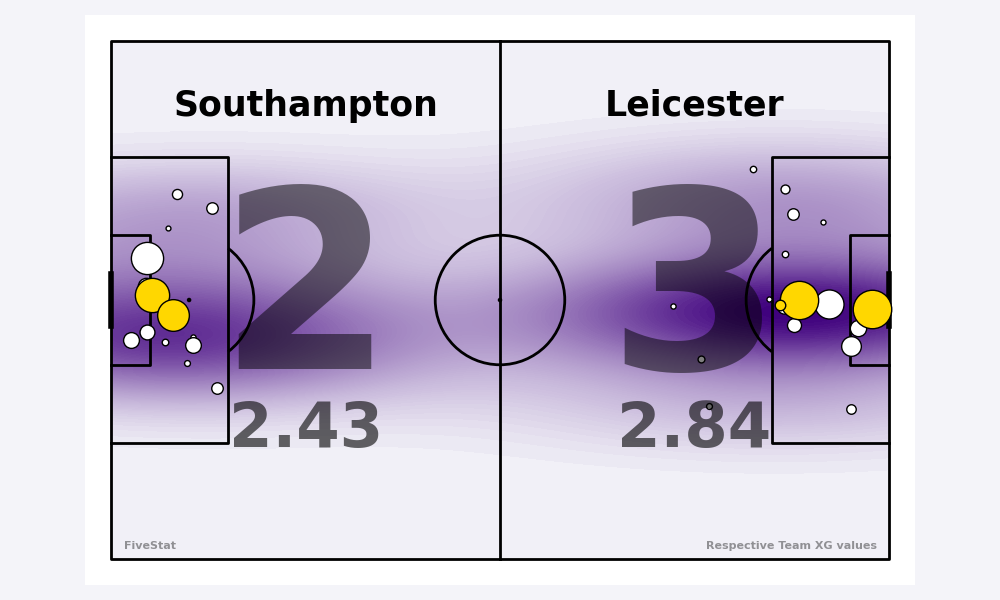 Southampton
Leicester
2
3
2.43
2.84
FiveStat
Respective Team XG values